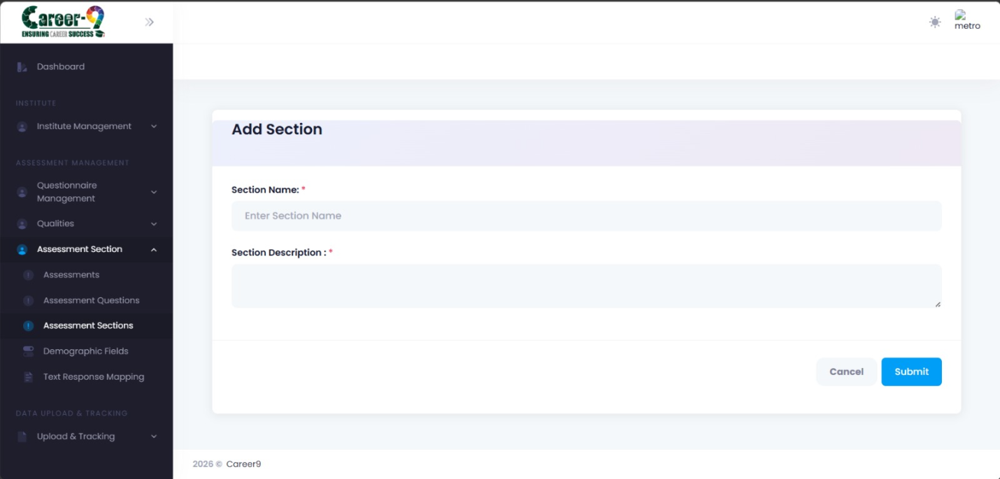 Career-9
ENSURING CAREER SUCCESS
metro
Dashboard
INSTITUTE
Institute Management
ASSESSMENT MANAGEMENT
Questionnaire
Management
Qualities
Assessment Section
Assessments
Assessment Questions
Assessment Sections
Demographic Fields
Text Response Mapping
DATA UPLOAD & TRACKING
Upload & Tracking
Add Section
Section Name: *
Enter Section Name
Section Description : *
Cancel
Submit
2026 © Career9